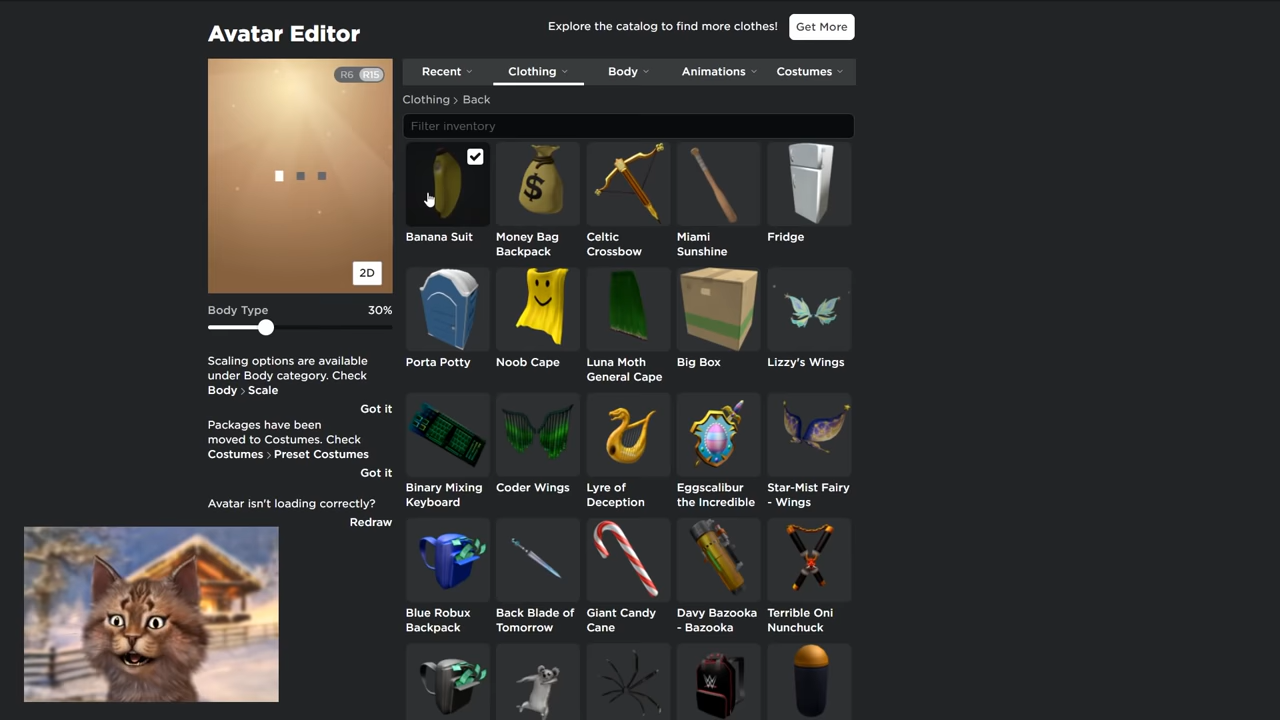 Avatar Editor
Explore the catalog to find more clothes!
Get More
R6 R15
2D
Body Type 30%
Scaling options are available
under Body category. Check
Body > Scale
Got it
Packages have been
moved to Costumes. Check
Costumes > Preset Costumes
Got it
Avatar isn't loading correctly?
Redraw
Recent Clothing Body Animations Costumes
Clothing > Back
Filter inventory
Banana Suit
Money Bag
Backpack
Celtic
Crossbow
Miami
Sunshine
Fridge
Porta Potty
Noob Cape
Luna Moth
General Cape
Big Box
Lizzy's Wings
Binary Mixing
Keyboard
Coder Wings
Lyre of
Deception
Eggscalibur
the Incredible
Star-Mist Fairy
- Wings
Blue Robux
Backpack
Back Blade of
Tomorrow
Giant Candy
Cane
Davy Bazooka
- Bazooka
Terrible Oni
Nunchuck
$
W